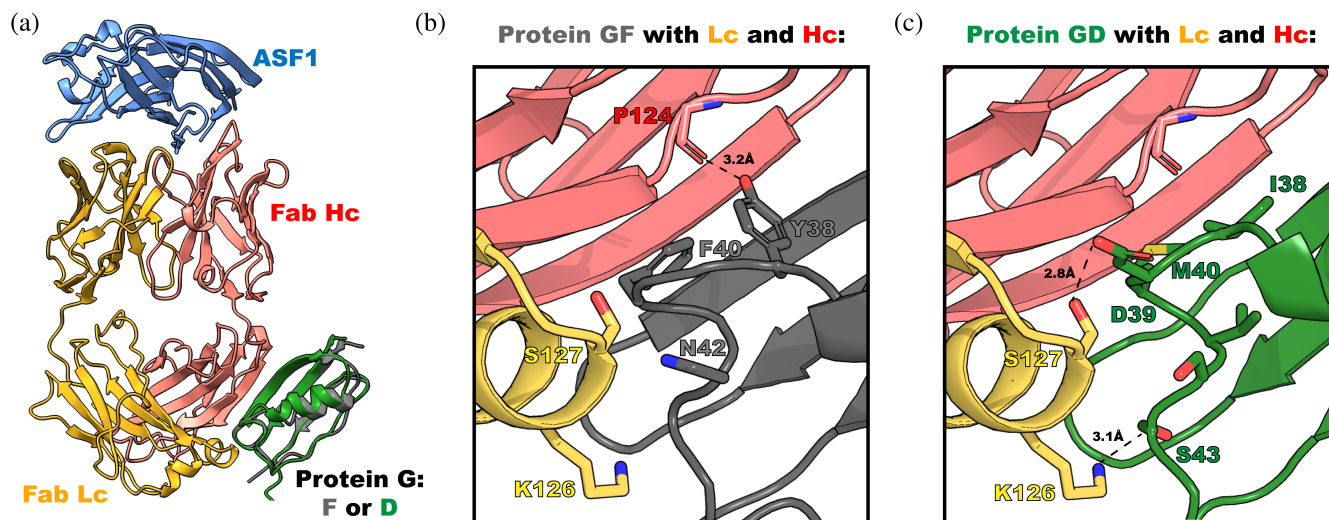 (a)
ASF1
Fab Hc
Fab Lc
Protein G:
F or D
(b)
Protein GF with Lc and Hc:
P124
3.2Å
Y38
F40
S127
N42
K126
(c)
Protein GD with Lc and Hc:
I38
2.8Å
M40
D39
S127
3.1Å
S43
K126